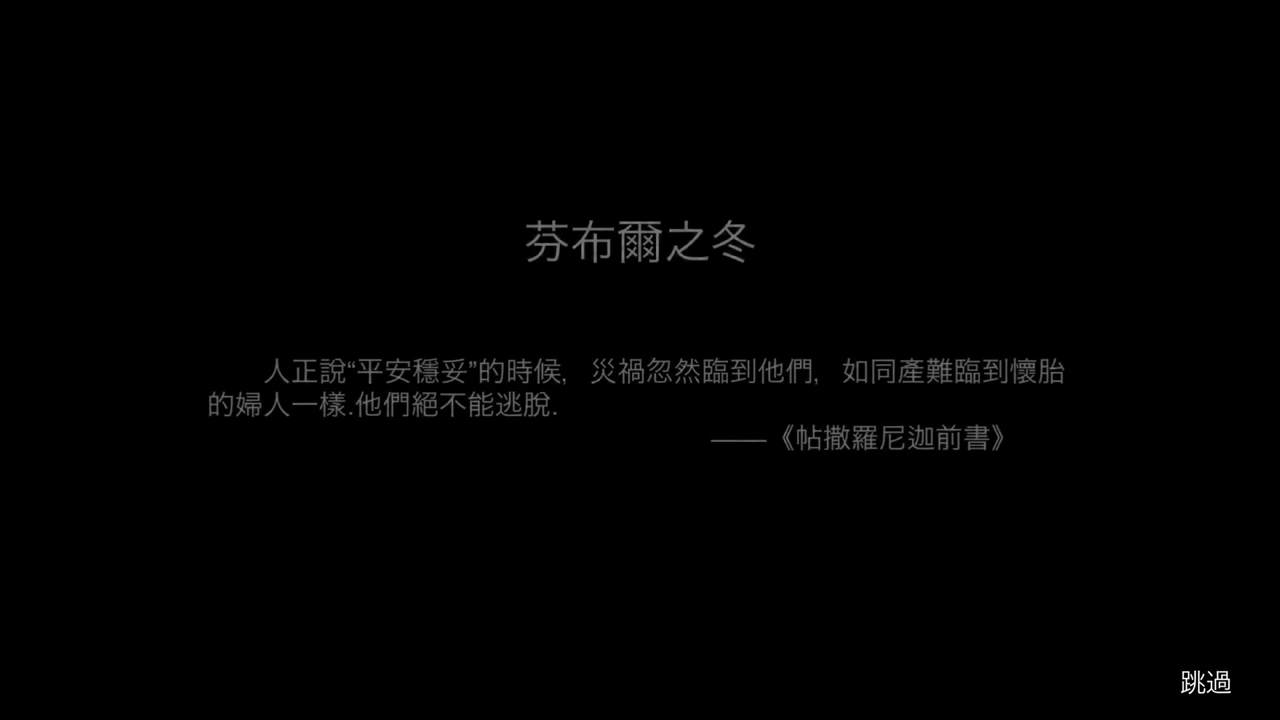 芬布爾之冬
人正說“平安穩妥”的時候, 災禍忽然臨到他們, 如同產難臨到懷胎
的婦人一樣.他們絕不能逃脫.
——《帖撒羅尼迦前書》
跳過